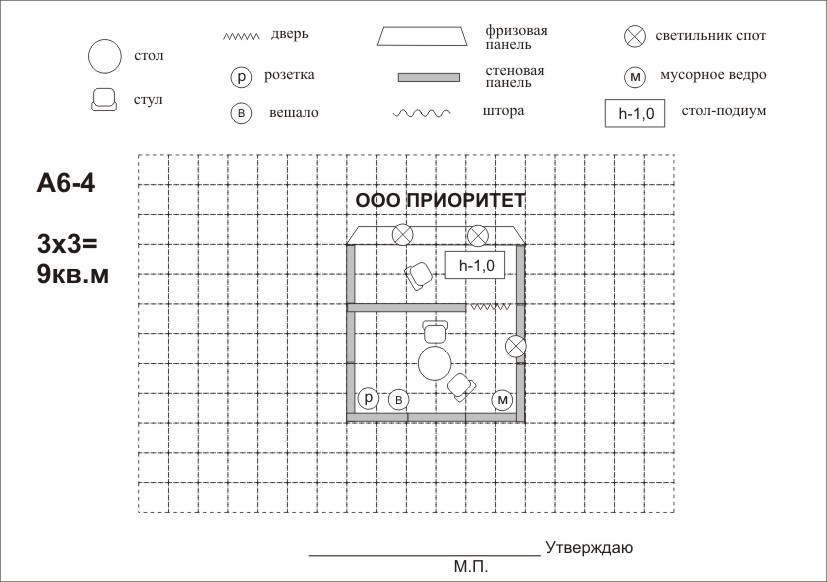 стол
стул
дверь
р розетка
в вешало
фризовая
панель
стеновая
панель
штора
светильник спот
м мусорное ведро
h-1,0 стол-подиум
А6-4
3х3=
9кв.м
ООО ПРИОРИТЕТ
h-1,0
р в м
Утверждаю
М.П.